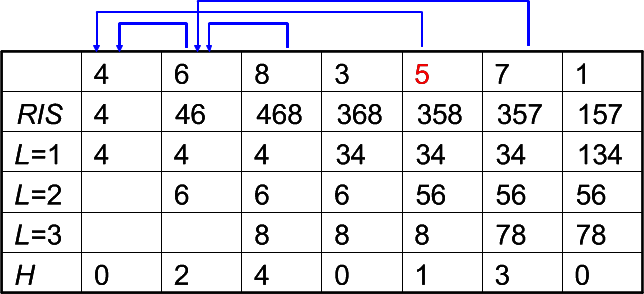 4 6 8 3 5 7 1
RIS 4 46 468 368 358 357 157
L=1 4 4 4 34 34 34 134
L=2 6 6 6 56 56 56
L=3 8 8 8 78 78
H 0 2 4 0 1 3 0